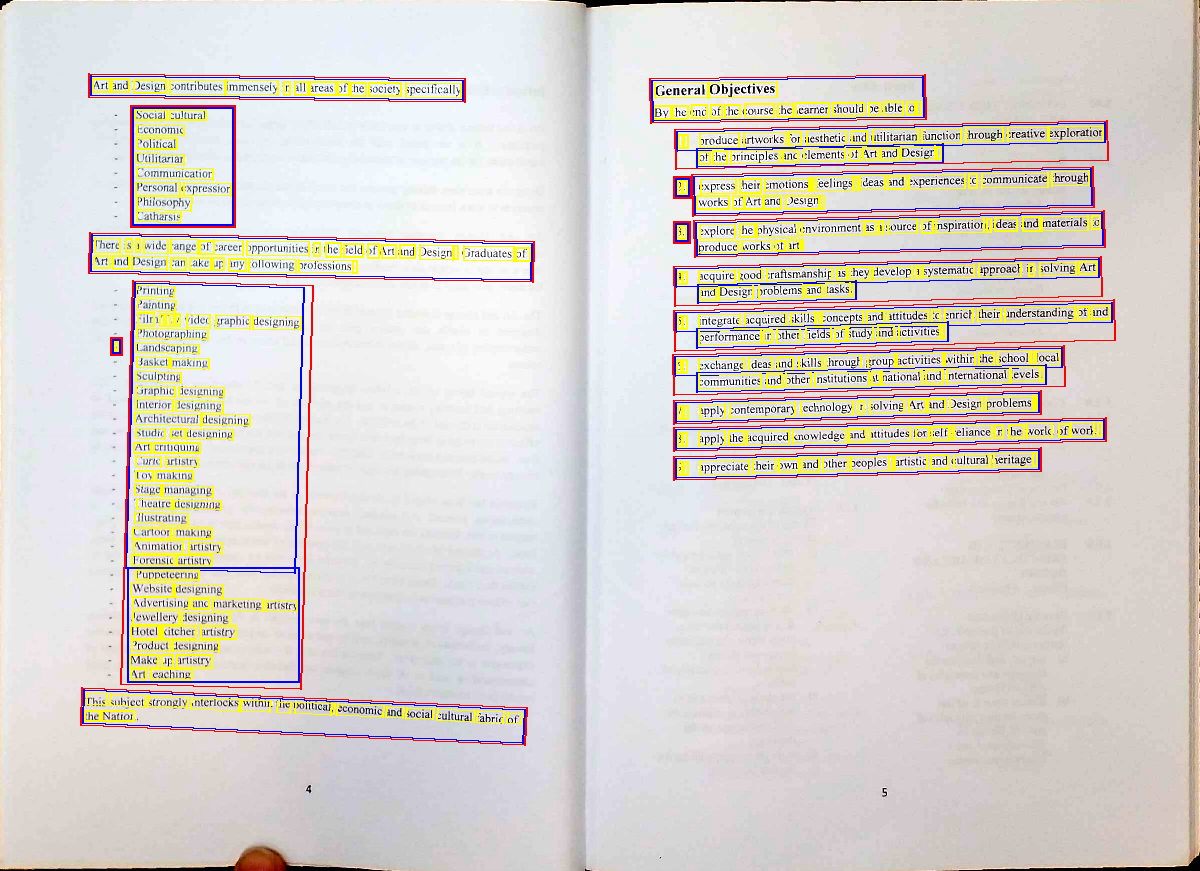 Art and Design contributes immensely in all areas of the society specifically
- Social cultural
- Economic
- Political
- Utilitarian
- Communication
- Personal expression
- Philosophy
- Catharsis
There is a wide range of career opportunities in the field of Art and Design. Graduates of
Art and Design can take up any following professions
- Printing
- Painting
- Film / T.V video graphic designing
- Photographing
- Landscaping
- Basket making
- Sculpting
- Graphic designing
- Interior designing
- Architectural designing
- Studio set designing
- Art critiquing
- Curio artistry
- Toy making
- Stage managing
- Theatre designing
- Illustrating
- Cartoon making
- Animation artistry
- Forensic artistry
- Puppeteering
- Website designing
- Advertising and marketing artistry
- Jewellery designing
- Hotel kitchen artistry
- Product designing
- Make up artistry
- Art teaching
This subject strongly interlocks within the political, economic and social cultural fabric of
the Nation.
4
General Objectives
By the end of the course the learner should be able to
produce artworks for aesthetic and utilitarian function through creative exploration
of the principles and elements of Art and Design
2. express their emotions feelings ideas and experiences to communicate through
works of Art and Design
3. explore the physical environment as a source of inspiration, ideas and materials to
produce works of art
4. acquire good craftsmanship as they develop a systematic approach in solving Art
and Design problems and tasks.
5. integrate acquired skills concepts and attitudes to enrich their understanding of and
performance in other fields of study and activities
exchange ideas and skills through group activities within the school local
communities and other institutions at national and international levels
7. apply contemporary technology in solving Art and Design problems
8. apply the acquired knowledge and attitudes for self reliance in the world of work.
appreciate their own and other peoples' artistic and cultural heritage
5